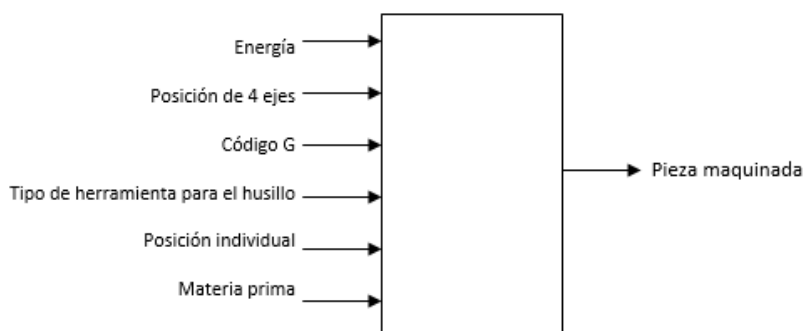 Energía
Posición de 4 ejes
Código G
Tipo de herramienta para el husillo
Posición individual
Materia prima
Pieza maquinada